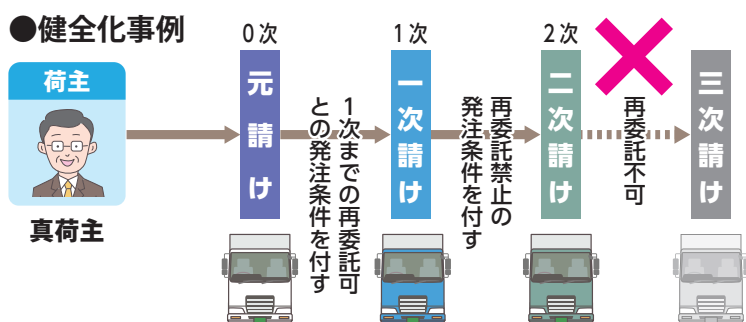 ●健全化事例
荷主
真荷主
0次
元請け
1次までの再委託可
との発注条件を付す
1次
一次請け
再委託禁止の
発注条件を付す
2次
二次請け
再委託不可
三次請け